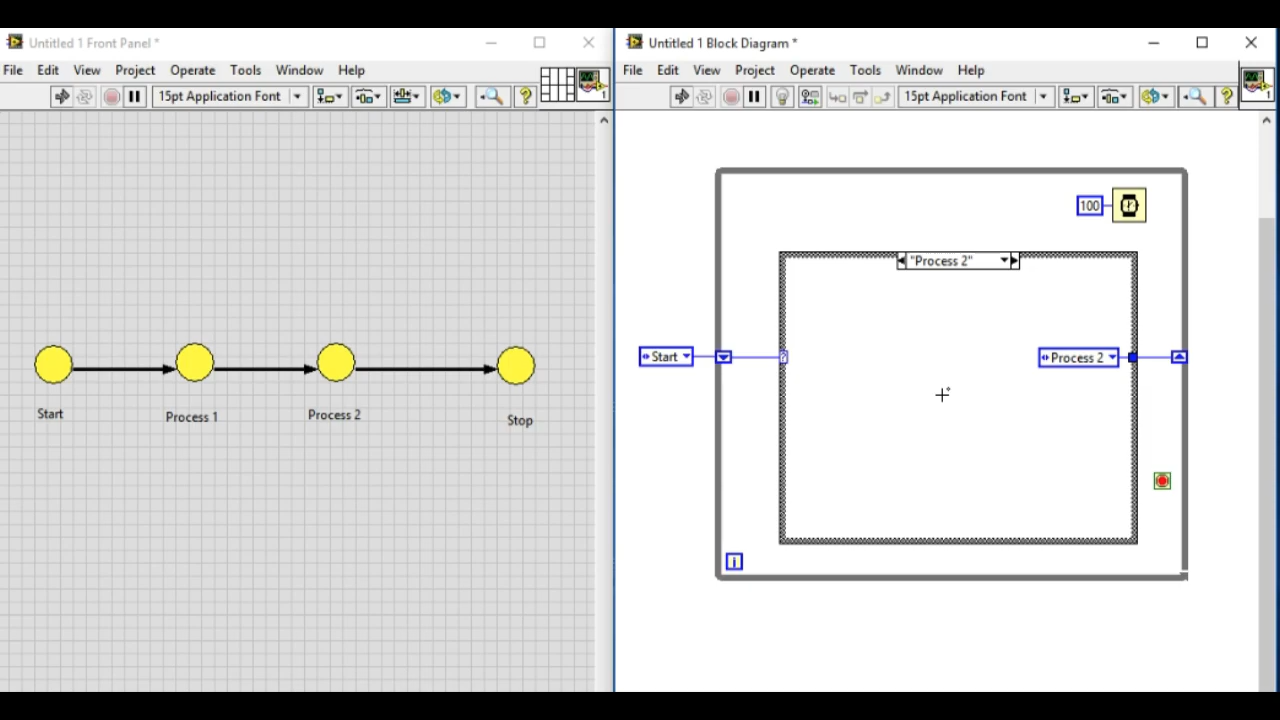 Untitled 1 Front Panel *
File Edit View Project Operate Tools Window Help
15pt Application Font
?
1
Start
Process 1
Process 2
Stop
Untitled 1 Block Diagram *
File Edit View Project Operate Tools Window Help
15pt Application Font
?
1
100
"Process 2"
Start
?
Process 2
i